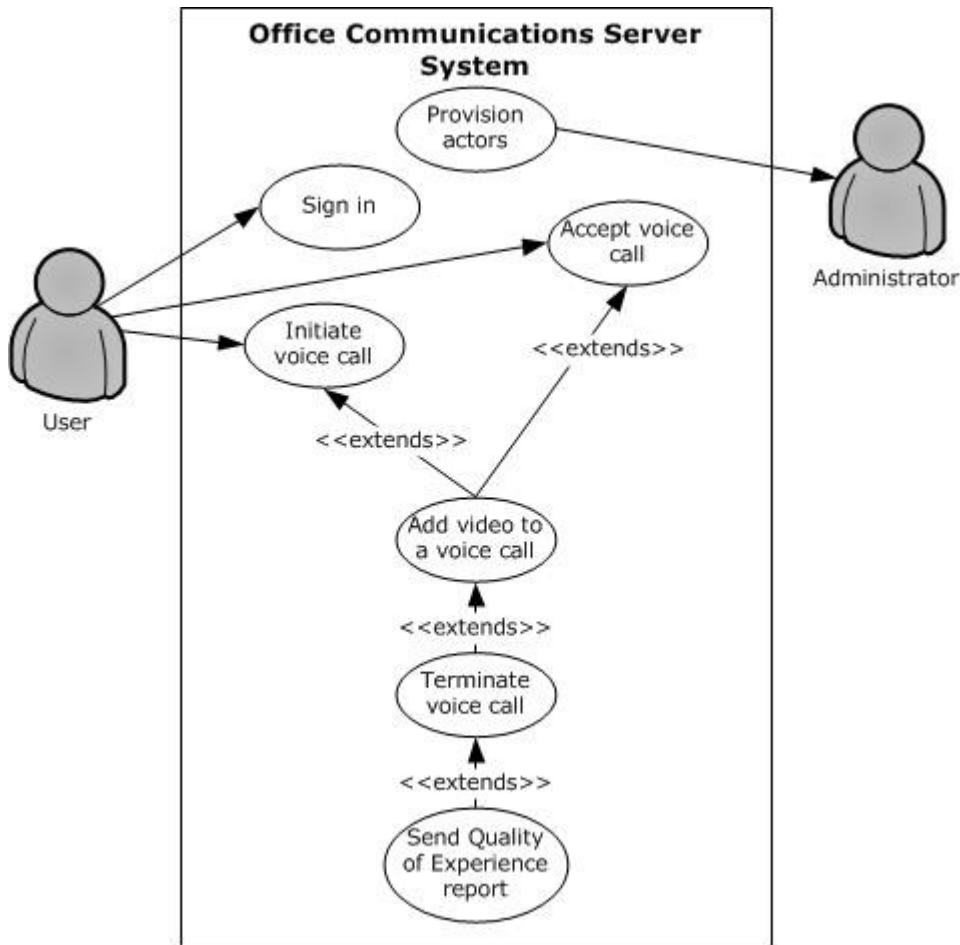 Office Communications Server
System
Provision
actors
Sign in
Accept voice
call
Administrator
Initiate
voice call
<<extends>>
User
<<extends>>
Add video to
a voice call
<<extends>>
Terminate
voice call
<<extends>>
Send Quality
of Experience
report